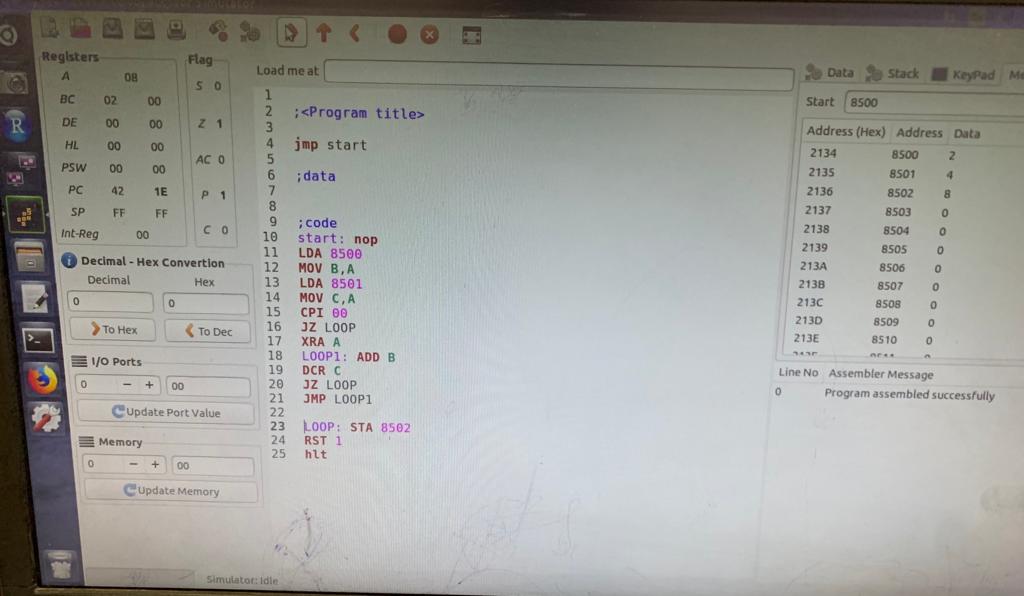 Registers
A 08
BC 02 00
DE 00 00
HL 00 00
PSW 00 00
PC 42 1E
SP FF FF
Int-Reg 00
Flag
S 0
Z 1
AC 0
P 1
C 0
Decimal - Hex Convertion
Decimal Hex
0 0
To Hex To Dec
I/O Ports
0 − + 00
Update Port Value
Memory
0 − + 00
Update Memory
Load me at
1
2 ;<Program title>
3
4 jmp start
5
6 ;data
7
8
9 ;code
10 start: nop
11 LDA 8500
12 MOV B,A
13 LDA 8501
14 MOV C,A
15 CPI 00
16 JZ LOOP
17 XRA A
18 LOOP1: ADD B
19 DCR C
20 JZ LOOP
21 JMP LOOP1
22
23 LOOP: STA 8502
24 RST 1
25 hlt
Simulator: Idle
Data Stack KeyPad Me
Start 8500
Address (Hex) Address Data
2134 8500 2
2135 8501 4
2136 8502 8
2137 8503 0
2138 8504 0
2139 8505 0
213A 8506 0
213B 8507 0
213C 8508 0
213D 8509 0
213E 8510 0
Line No Assembler Message
0 Program assembled successfully